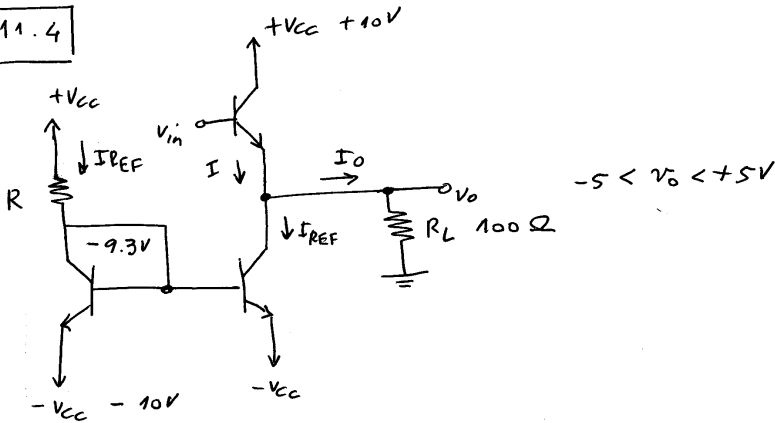 11.4
+Vcc +10V
+Vcc
vin
IREF
I
IO
vo
-5 < vo < +5V
R
-9.3V
IREF
RL 100Ω
-Vcc
-Vcc - 10V